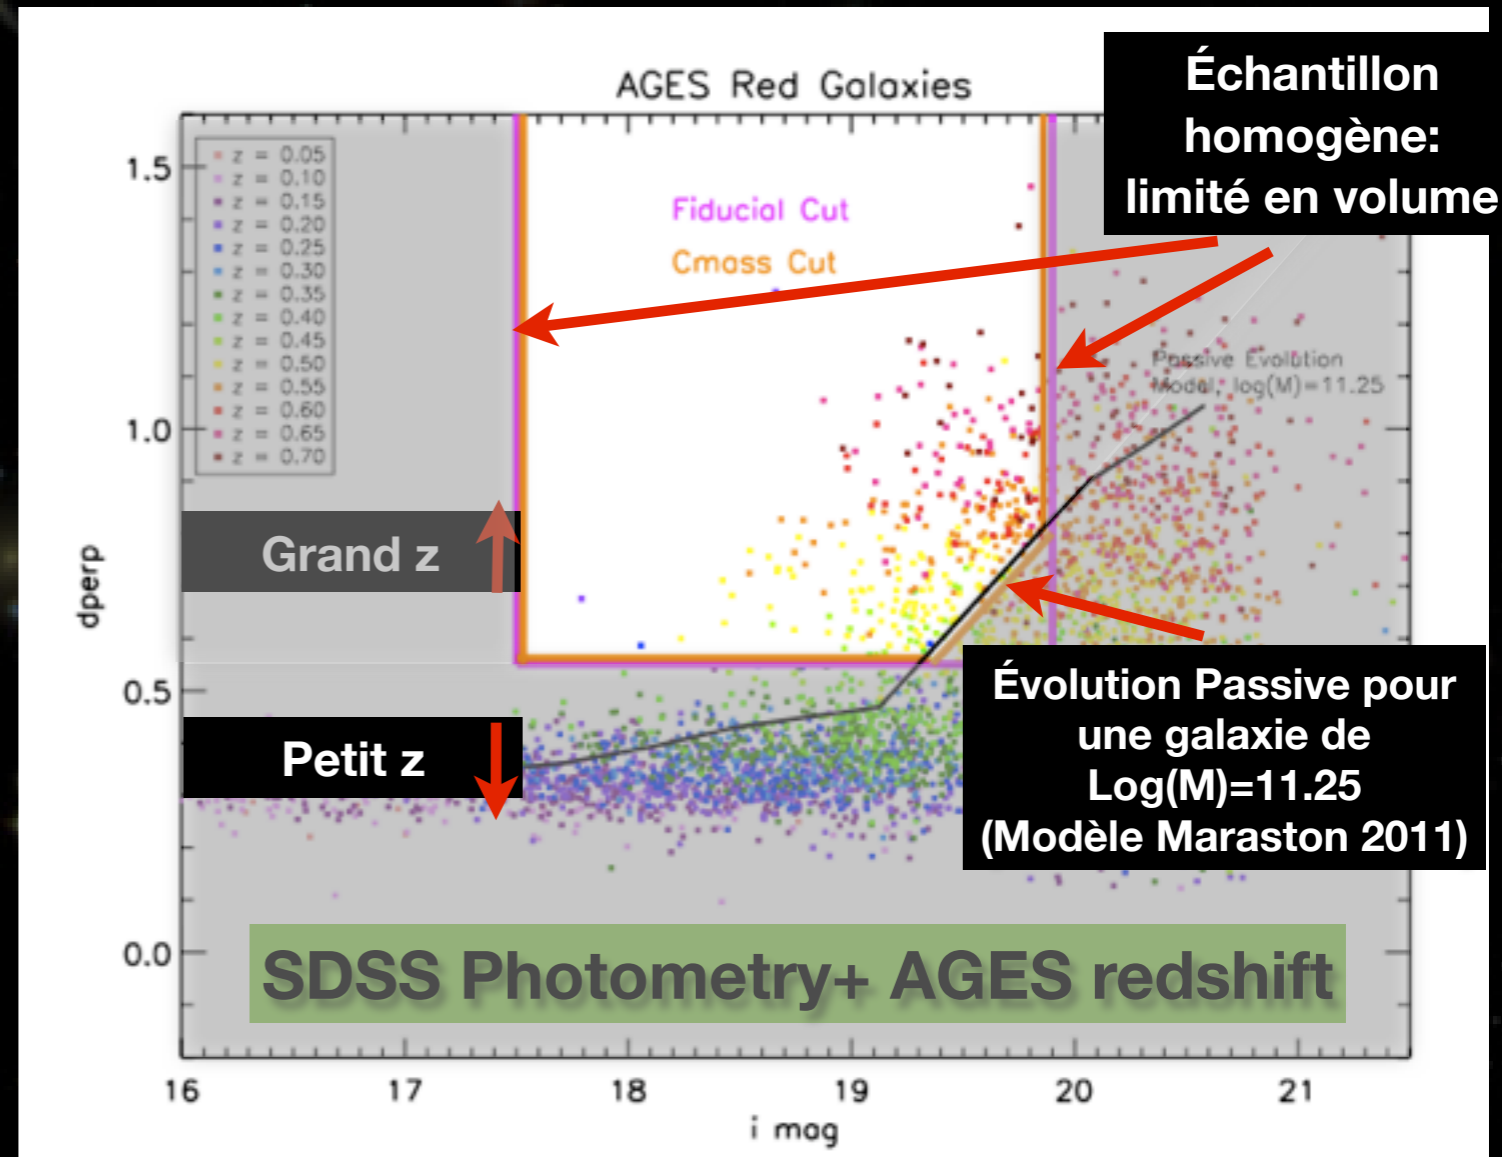 AGES Red Galaxies
Échantillon
homogène:
limité en volume
z = 0.05
z = 0.10
z = 0.15
z = 0.20
z = 0.25
z = 0.30
z = 0.35
z = 0.40
z = 0.45
z = 0.50
z = 0.55
z = 0.60
z = 0.65
z = 0.70
Fiducial Cut
Cmass Cut
Passive Evolution
Model, log(M)=11.25
Grand z
Petit z
Évolution Passive pour
une galaxie de
Log(M)=11.25
(Modèle Maraston 2011)
SDSS Photometry+ AGES redshift
dperp
1.5
1.0
0.5
0.0
16 17 18 19 20 21
i mag